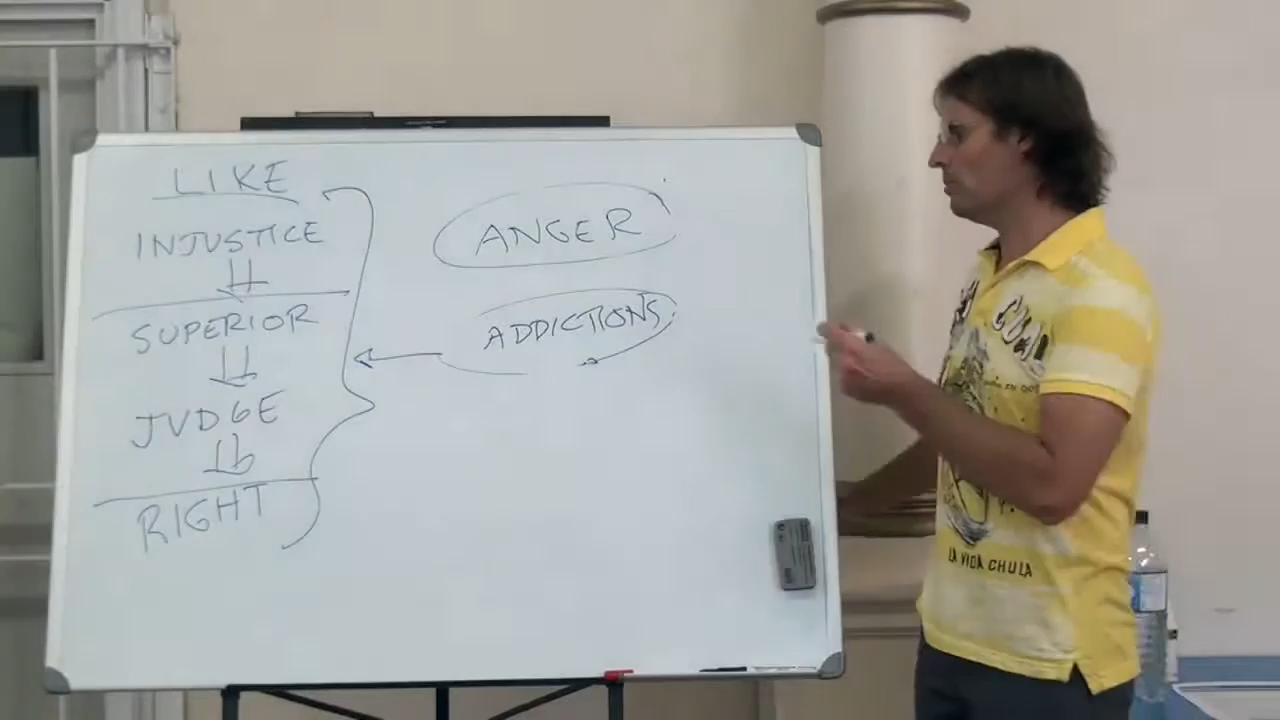 LIKE
INJUSTICE
SUPERIOR
JUDGE
RIGHT
ANGER
ADDICTIONS
LA VIDA CHULA